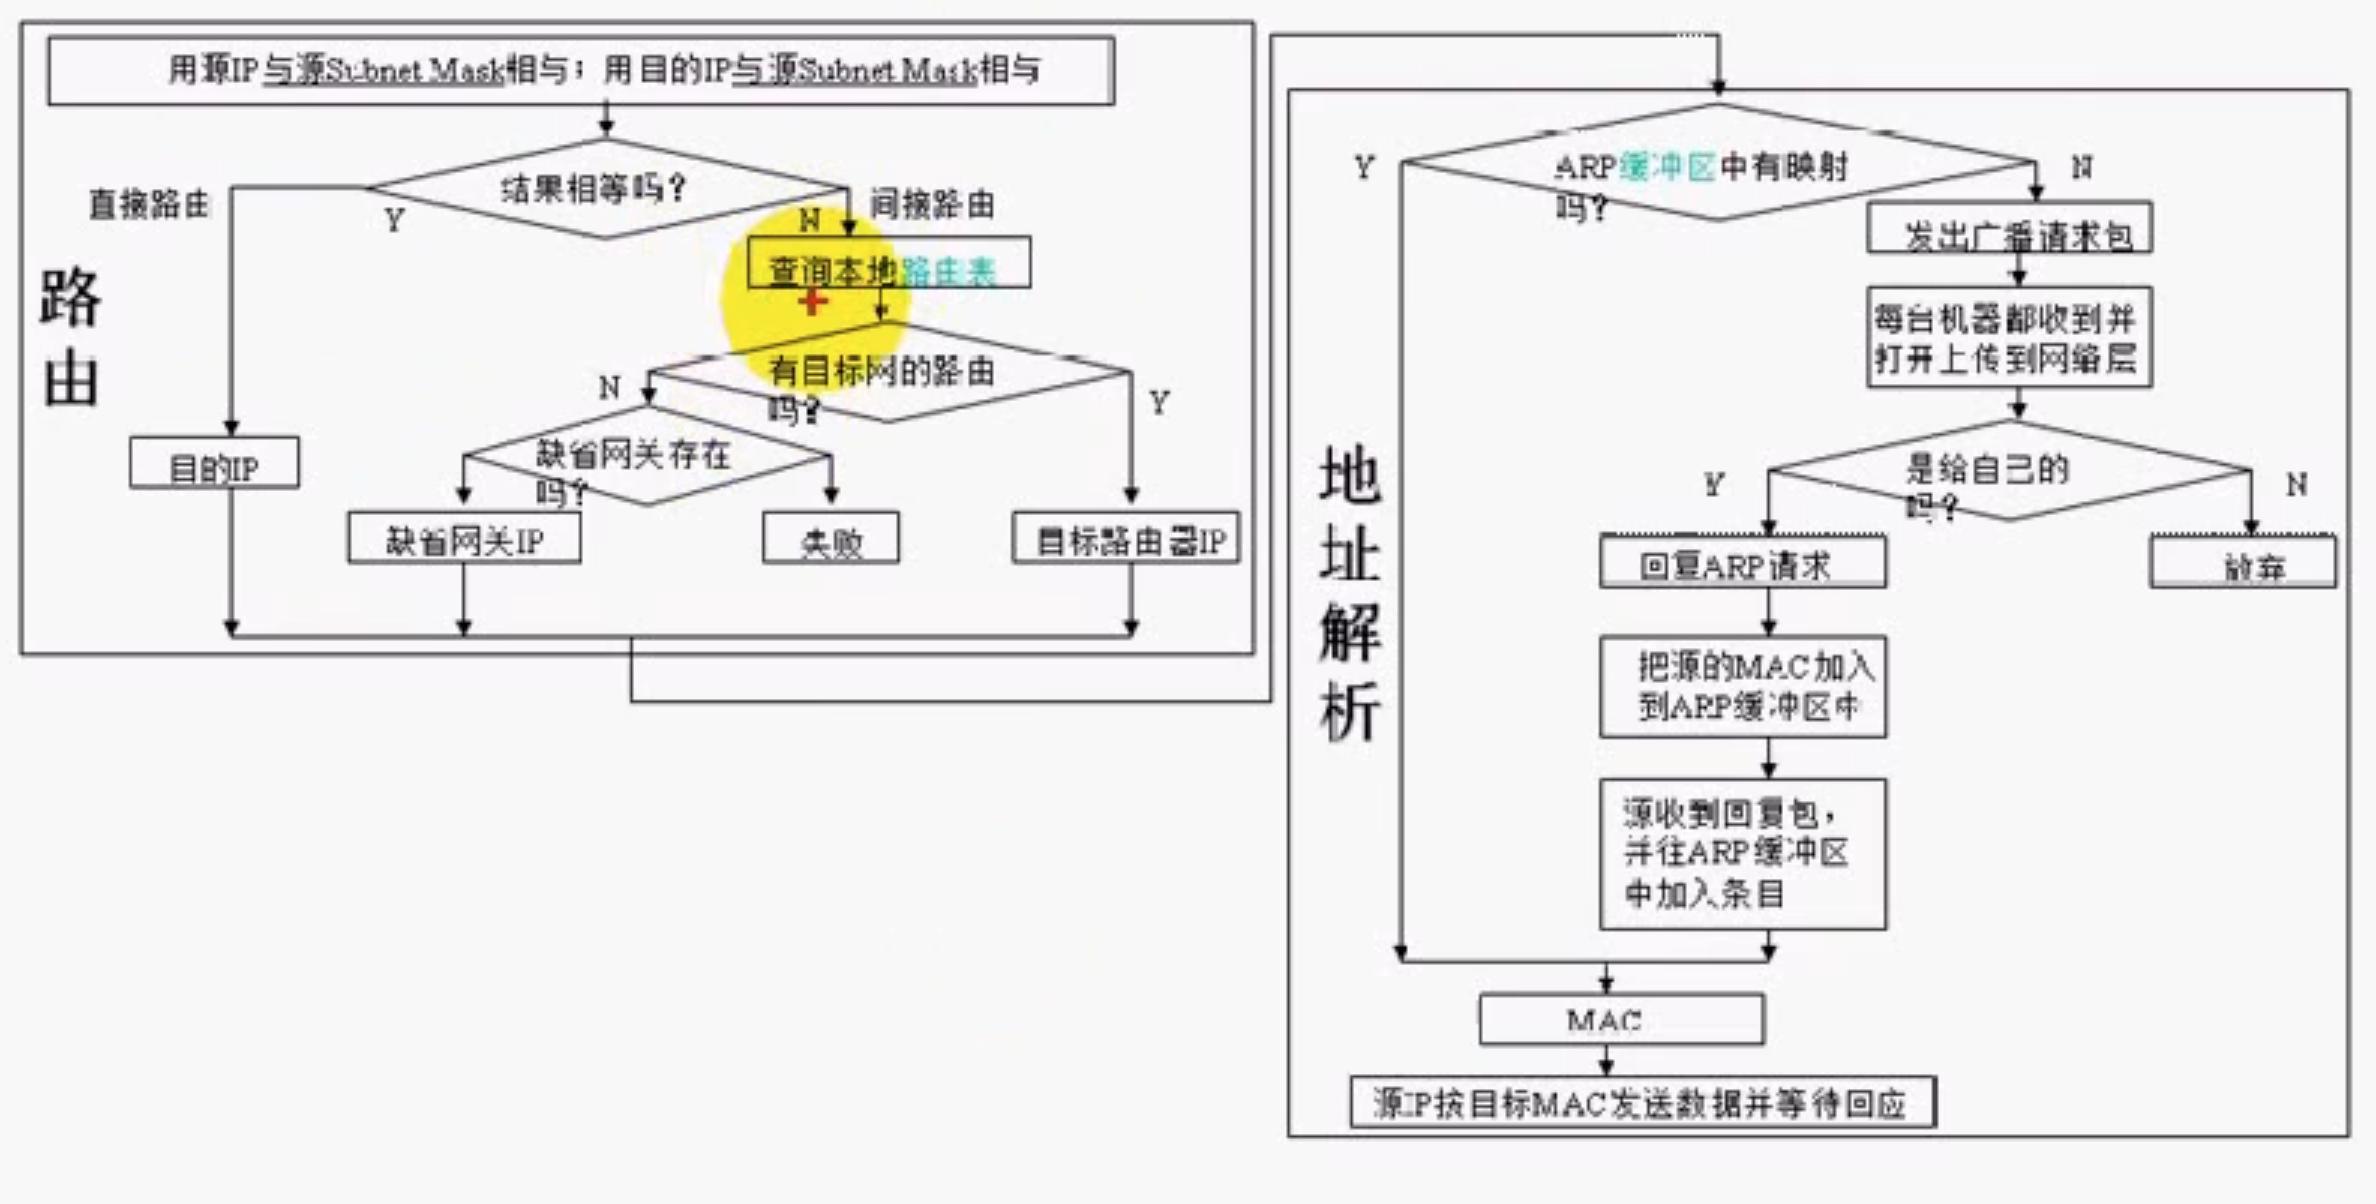 用源IP与源Subnet Mask相与；用目的IP与源Subnet Mask相与
结果相等吗？
直接路由
Y
N
间接路由
查询本地路由表
路
由
有目标网的路由
吗？
N
Y
缺省网关存在
吗？
目的IP
缺省网关IP
失败
目标路由器IP
Y
ARP缓冲区中有映射
吗？
N
发出广播请求包
每台机器都收到并
打开上传到网络层
地
址
解
析
Y
是给自己的
吗？
N
回复ARP请求
放弃
把源的MAC加入
到ARP缓冲区中
源收到回复包，
并往ARP缓冲区
中加入条目
MAC
源IP按目标MAC发送数据并等待回应